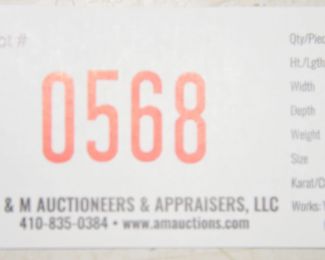 ot #
0568
& M AUCTIONEERS & APPRAISERS, LLC
410-835-0384 • www.amauctions.com
Qty/Piec
Ht./Lgth
Width
Depth
Weight
Size
Karat/C
Works: